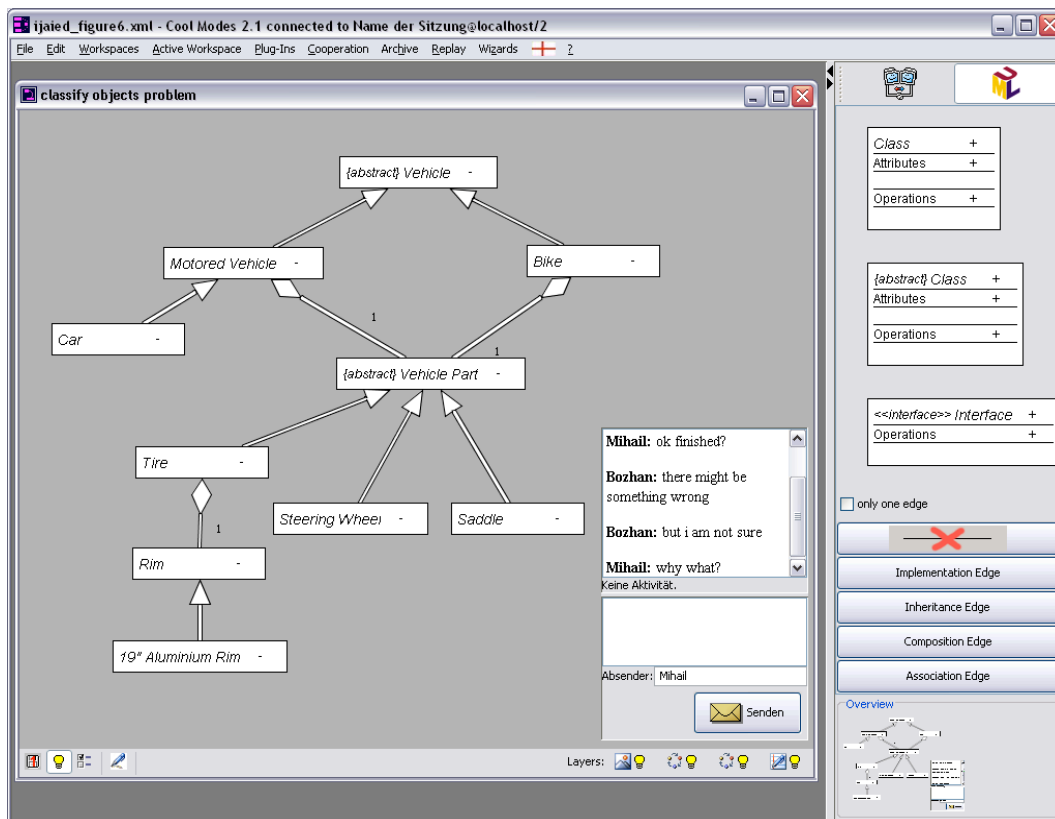 ijaied_figure6.xml - Cool Modes 2.1 connected to Name der Sitzung@localhost/2
File Edit Workspaces Active Workspace Plug-Ins Cooperation Archive Replay Wizards ?
classify objects problem
{abstract} Vehicle -
Motored Vehicle -
Bike -
Car -
1
1
{abstract} Vehicle Part -
Tire -
Steering Wheel -
Saddle -
1
Rim -
19" Aluminium Rim -
Mihail: ok finished?
Bozhan: there might be
something wrong
Bozhan: but i am not sure
Mihail: why what?
Keine Aktivität.
Absender: Mihail
Senden
Layers:
UML
Class +
Attributes +
Operations +
{abstract} Class +
Attributes +
Operations +
<<interface>> Interface +
Operations +
only one edge
Implementation Edge
Inheritance Edge
Composition Edge
Association Edge
Overview